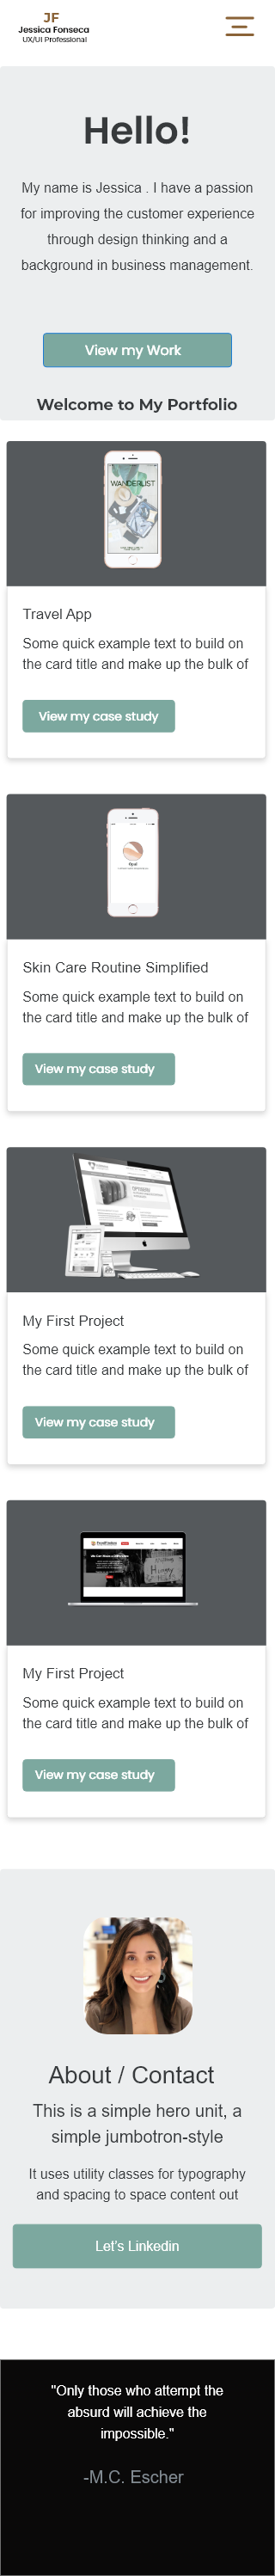 JF
Jessica Fonseca
UX/UI Professional
Hello!
My name is Jessica . I have a passion
for improving the customer experience
through design thinking and a
background in business management.
View my Work
Welcome to My Portfolio
WANDERLIST
Travel App
Some quick example text to build on
the card title and make up the bulk of
View my case study
Skin Care Routine Simplified
Some quick example text to build on
the card title and make up the bulk of
View my case study
My First Project
Some quick example text to build on
the card title and make up the bulk of
View my case study
My First Project
Some quick example text to build on
the card title and make up the bulk of
View my case study
About / Contact
This is a simple hero unit, a
simple jumbotron-style
It uses utility classes for typography
and spacing to space content out
Let's Linkedin
"Only those who attempt the
absurd will achieve the
impossible."
-M.C. Escher